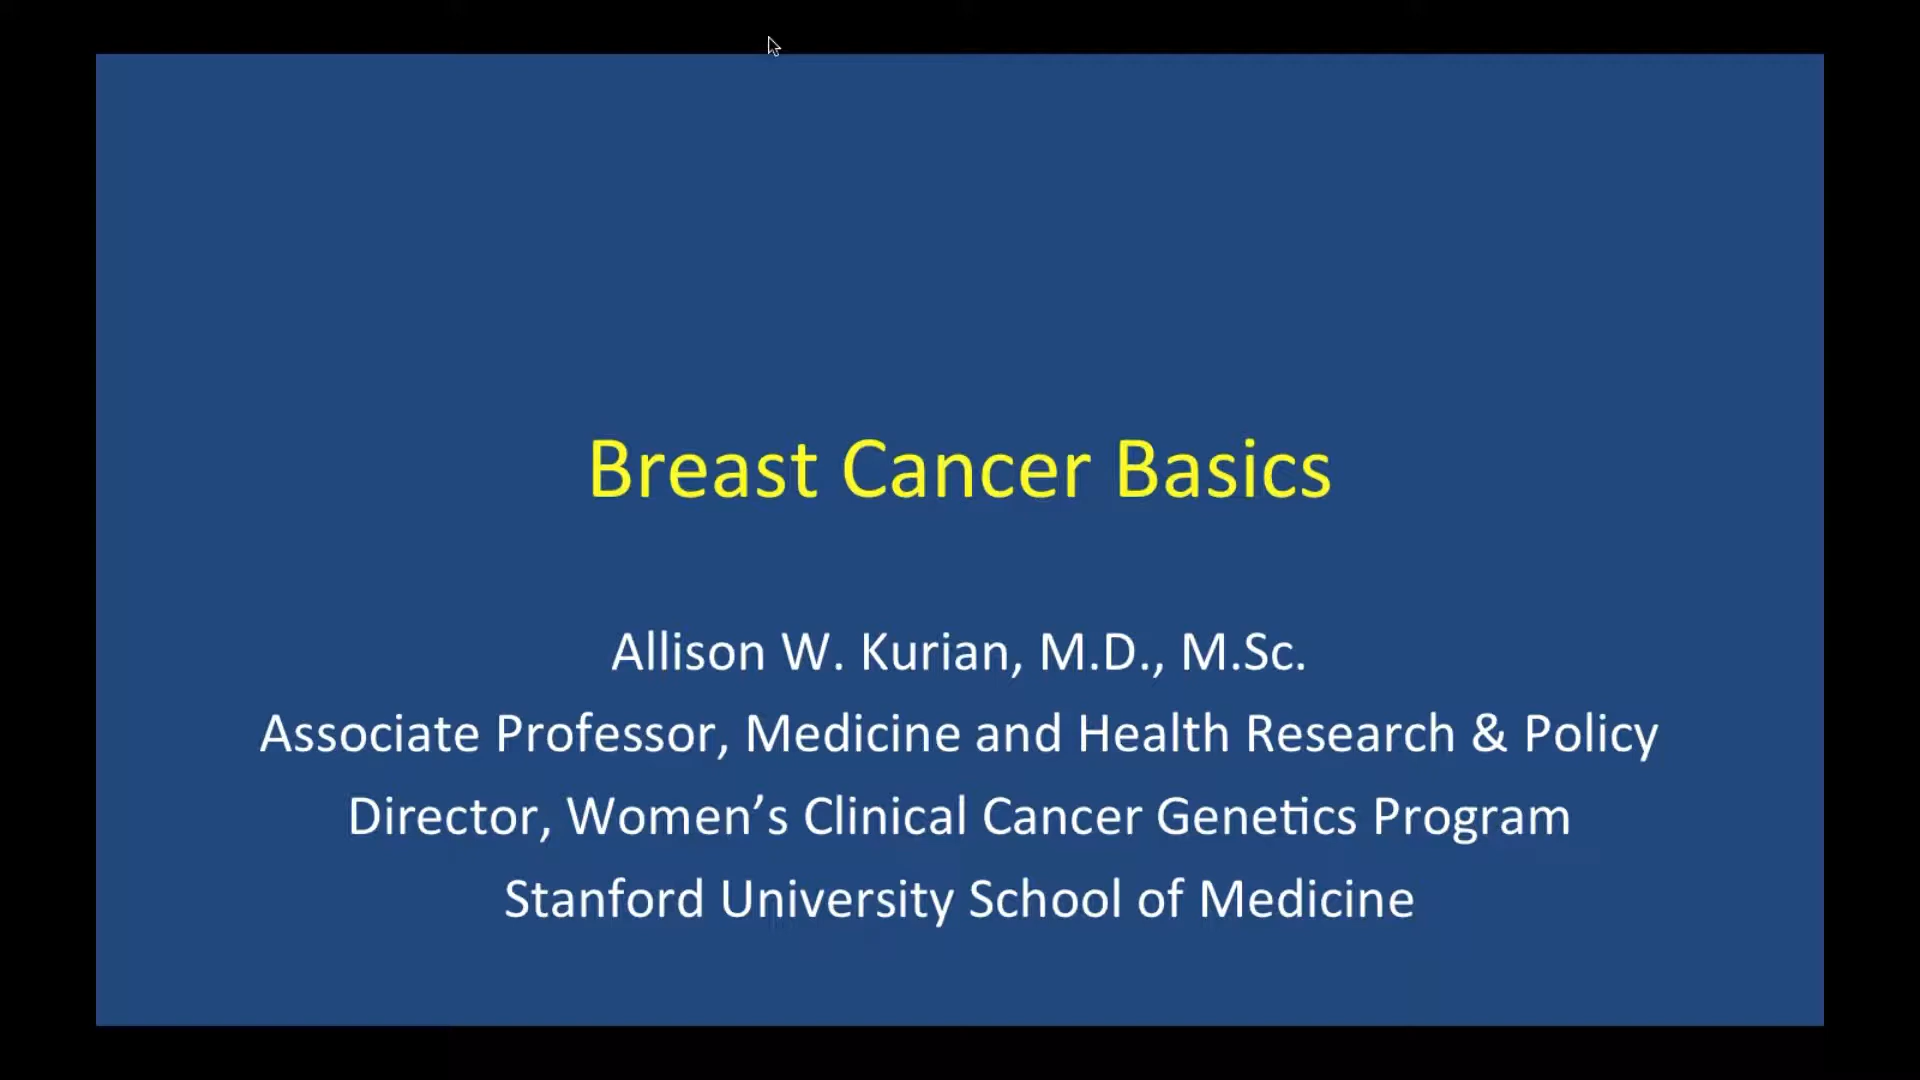 Breast Cancer Basics
Allison W. Kurian, M.D., M.Sc.
Associate Professor, Medicine and Health Research & Policy
Director, Women’s Clinical Cancer Genetics Program
Stanford University School of Medicine